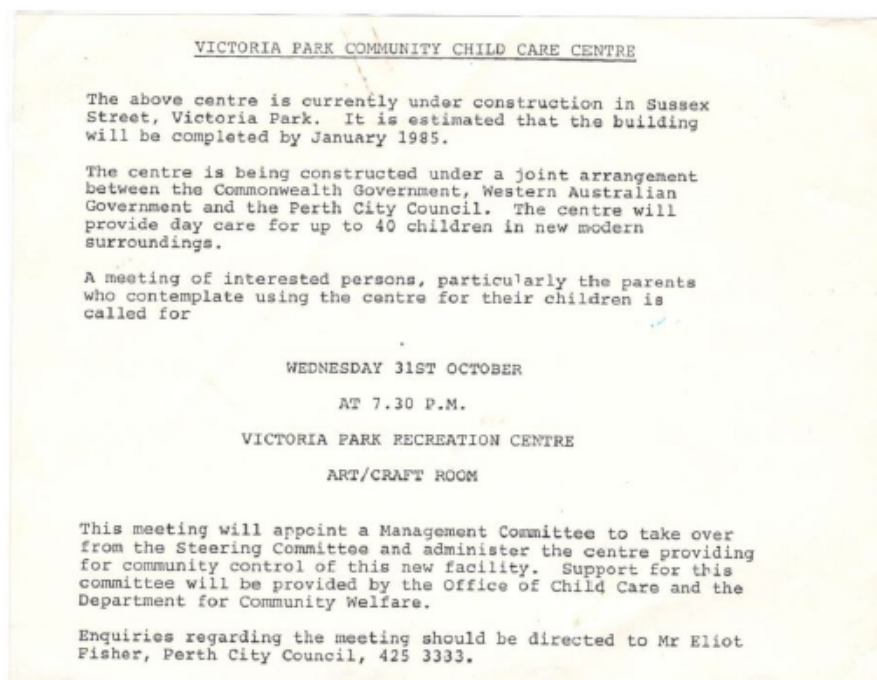 VICTORIA PARK COMMUNITY CHILD CARE CENTRE
The above centre is currently under construction in Sussex
Street, Victoria Park. It is estimated that the building
will be completed by January 1985.
The centre is being constructed under a joint arrangement
between the Commonwealth Government, Western Australian
Government and the Perth City Council. The centre will
provide day care for up to 40 children in new modern
surroundings.
A meeting of interested persons, particularly the parents
who contemplate using the centre for their children is
called for
WEDNESDAY 31ST OCTOBER
AT 7.30 P.M.
VICTORIA PARK RECREATION CENTRE
ART/CRAFT ROOM
This meeting will appoint a Management Committee to take over
from the Steering Committee and administer the centre providing
for community control of this new facility. Support for this
committee will be provided by the Office of Child Care and the
Department for Community Welfare.
Enquiries regarding the meeting should be directed to Mr Eliot
Fisher, Perth City Council, 425 3333.